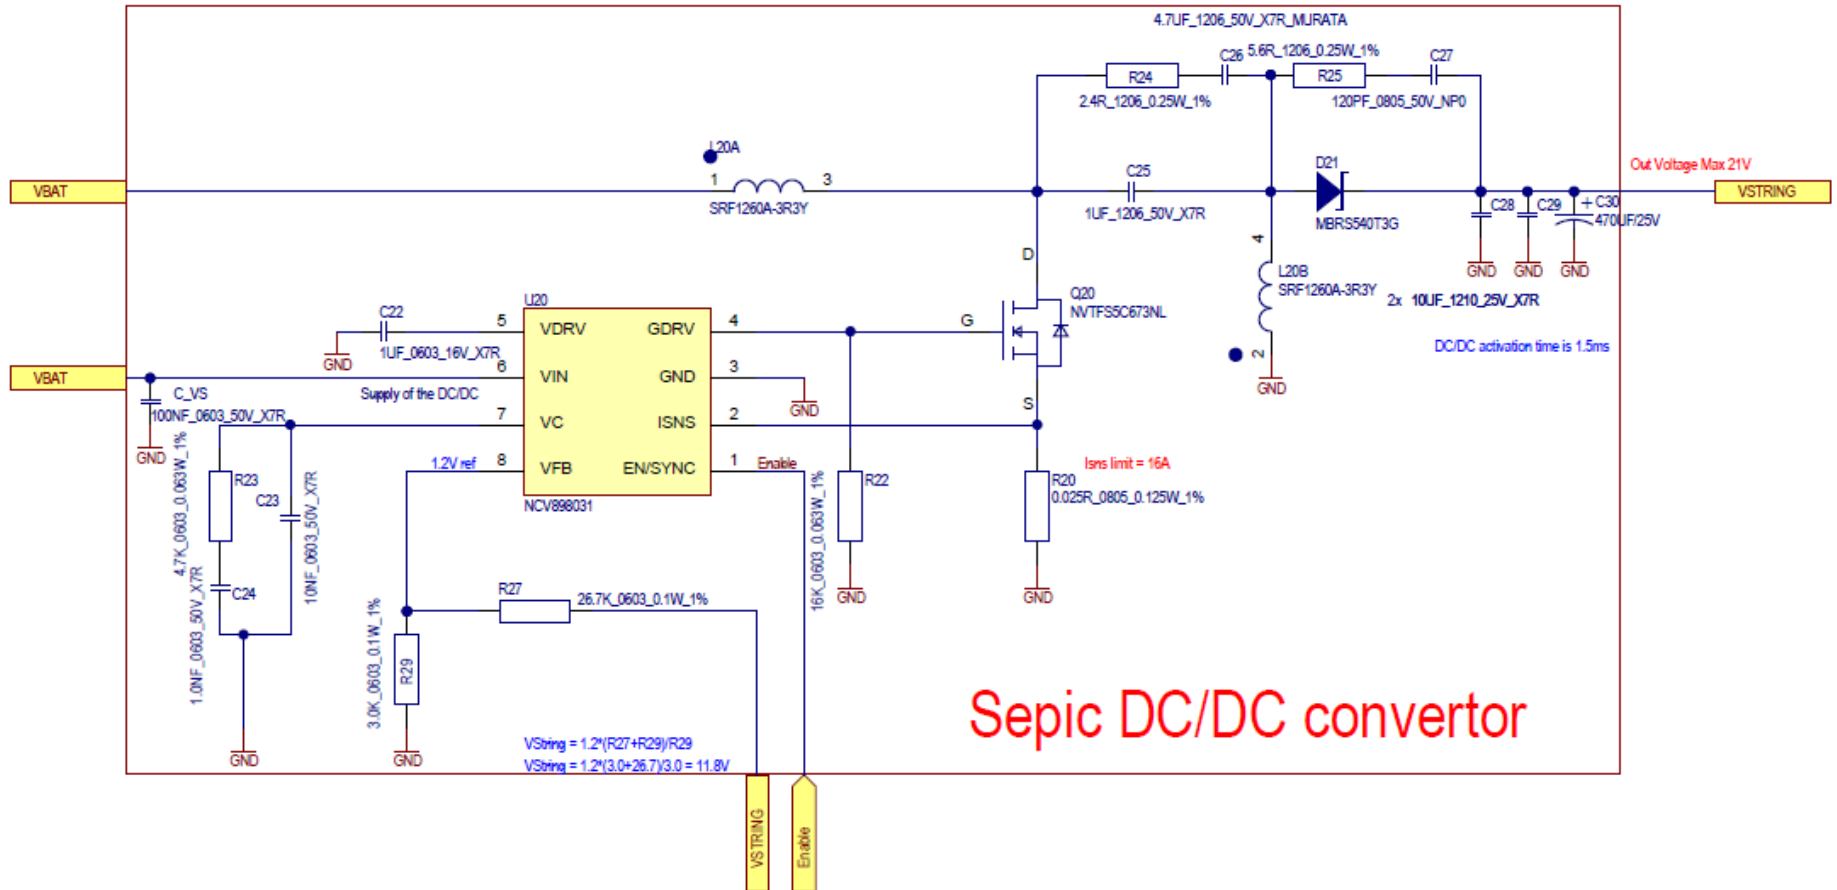 4.7UF_1206_50V_X7R_MURATA
C26
5.6R_1206_0.25W_1%
C27
R24
R25
2.4R_1206_0.25W_1%
120PF_0805_50V_NP0
L20A
1
3
SRF1260A-3R3Y
VBAT
C25
1UF_1206_50V_X7R
D21
MBRS540T3G
Out Voltage Max 21V
VSTRING
C28
C29
+
C30
470UF/25V
GND
GND
GND
4
L20B
SRF1260A-3R3Y
2
GND
2x 10UF_1210_25V_X7R
DC/DC activation time is 1.5ms
D
G
S
Q20
NVTFS5C673NL
U20
C22
1UF_0603_16V_X7R
GND
5
VDRV
GDRV
4
VBAT
6
VIN
GND
3
GND
C_VS
100NF_0603_50V_X7R
GND
Supply of the DC/DC
7
VC
ISNS
2
1.2V ref
8
VFB
EN/SYNC
1
Enable
NCV898031
R23
4.7K_0603_0.063W_1%
C23
10NF_0603_50V_X7R
C24
1.0NF_0603_50V_X7R
GND
R22
16K_0603_0.063W_1%
GND
Isns limit = 16A
R20
0.025R_0805_0.125W_1%
GND
R27
26.7K_0603_0.1W_1%
R29
3.0K_0603_0.1W_1%
GND
VString = 1.2*(R27+R29)/R29
VString = 1.2*(3.0+26.7)/3.0 = 11.8V
Sepic DC/DC convertor
VSTRING
Enable